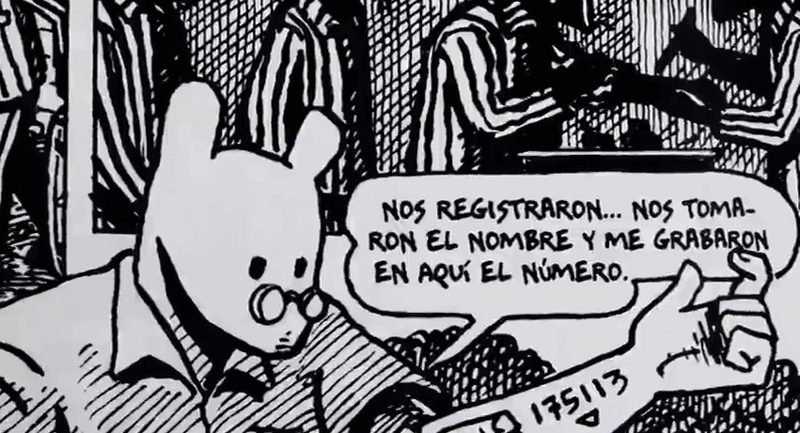 NOS REGISTRARON... NOS TOMA-
RON EL NOMBRE Y ME GRABARON
EN AQUÍ EL NÚMERO.
175113